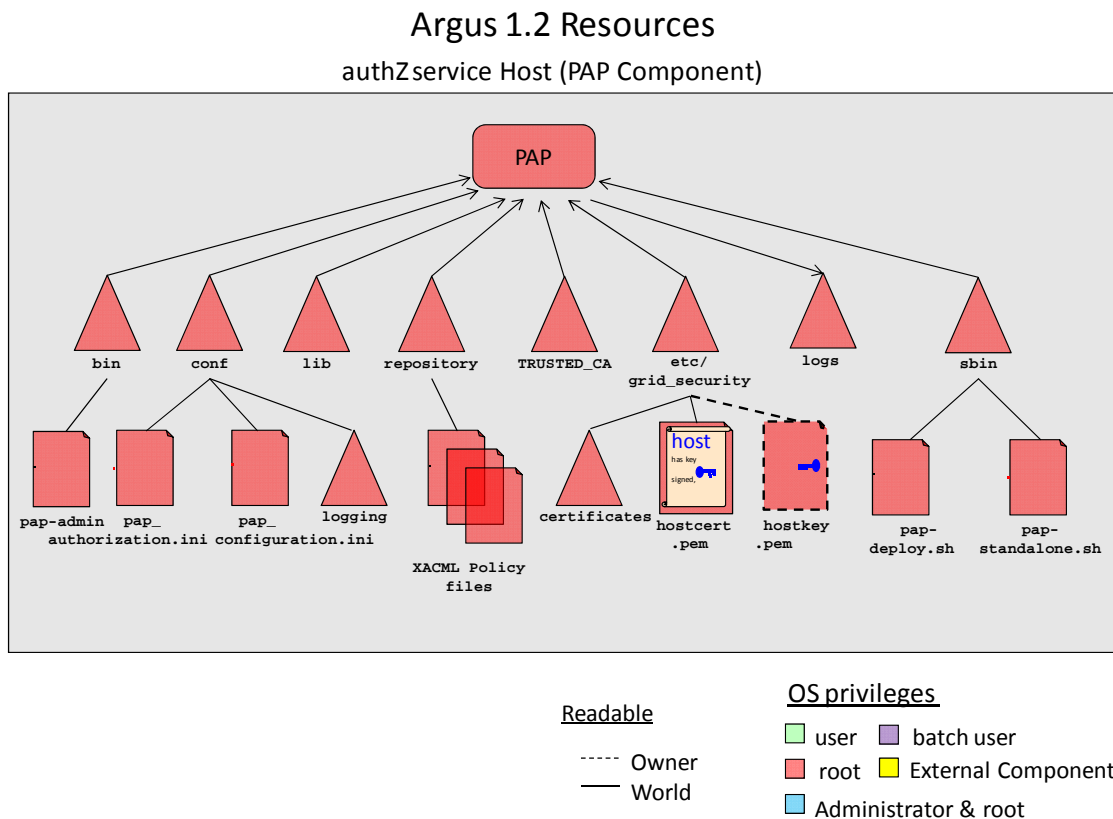 Argus 1.2 Resources
authZservice Host (PAP Component)
PAP
bin
conf
lib
repository
TRUSTED_CA
etc/
grid_security
logs
sbin
pap-admin
pap_
authorization.ini
pap_
configuration.ini
logging
XACML Policy
files
certificates
host
has key
signed,
hostcert
.pem
hostkey
.pem
pap-
deploy.sh
pap-
standalone.sh
Readable
Owner
World
OS privileges
user
batch user
root
External Component
Administrator & root